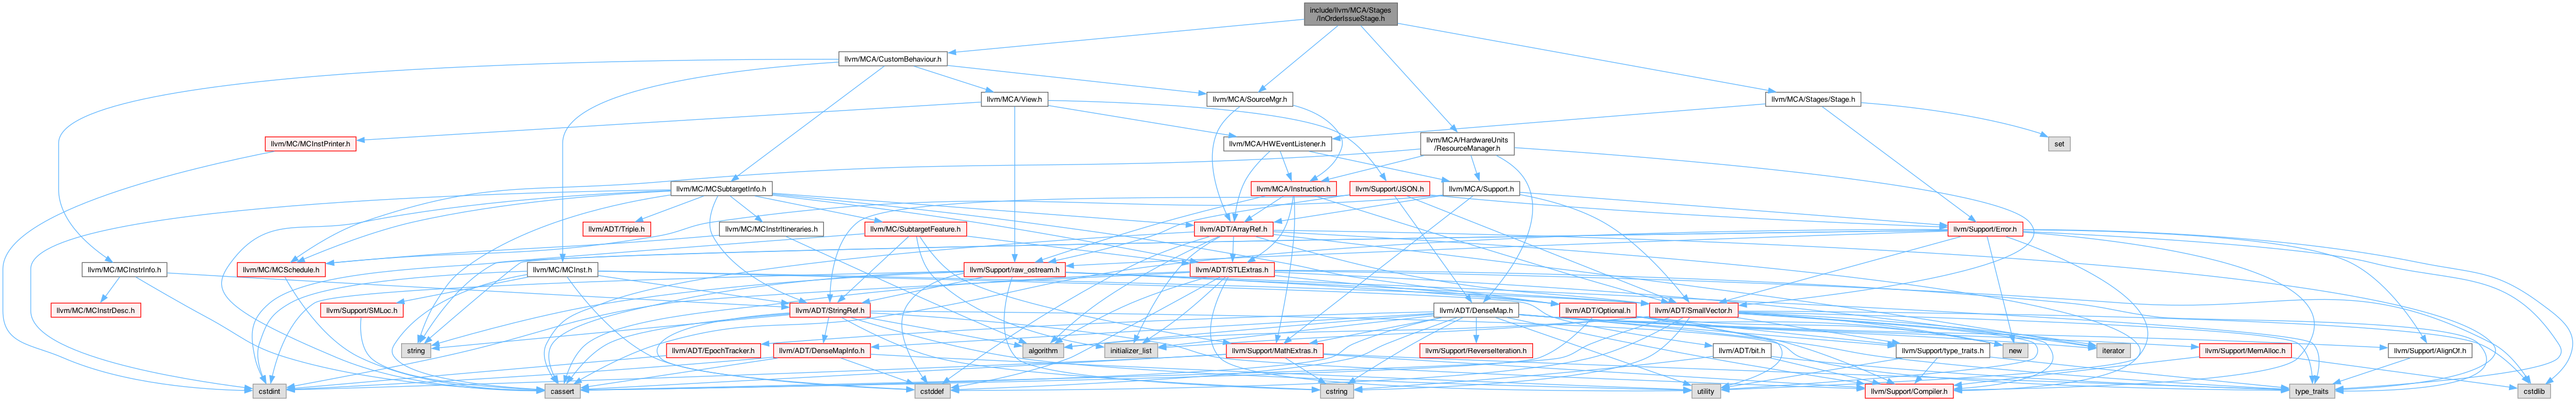 include/llvm/MCA/Stages
/InOrderIssueStage.h
llvm/MCA/CustomBehaviour.h
llvm/MCA/View.h
llvm/MCA/SourceMgr.h
llvm/MCA/Stages/Stage.h
llvm/MC/MCInstPrinter.h
llvm/MCA/HWEventListener.h
llvm/MCA/HardwareUnits
/ResourceManager.h
set
llvm/MC/MCSubtargetInfo.h
llvm/MCA/Instruction.h
llvm/Support/JSON.h
llvm/MCA/Support.h
llvm/ADT/Triple.h
llvm/MC/MCInstrItineraries.h
llvm/MC/SubtargetFeature.h
llvm/ADT/ArrayRef.h
llvm/Support/Error.h
llvm/MC/MCInstrInfo.h
llvm/MC/MCSchedule.h
llvm/MC/MCInst.h
llvm/Support/raw_ostream.h
llvm/ADT/STLExtras.h
llvm/MC/MCInstrDesc.h
llvm/Support/SMLoc.h
llvm/ADT/StringRef.h
llvm/ADT/DenseMap.h
llvm/ADT/Optional.h
llvm/ADT/SmallVector.h
string
llvm/ADT/EpochTracker.h
llvm/ADT/DenseMapInfo.h
algorithm
initializer_list
llvm/Support/MathExtras.h
llvm/Support/ReverseIteration.h
llvm/ADT/bit.h
llvm/Support/type_traits.h
new
iterator
llvm/Support/MemAlloc.h
llvm/Support/AlignOf.h
cstdint
cassert
cstddef
cstring
utility
llvm/Support/Compiler.h
type_traits
cstdlib